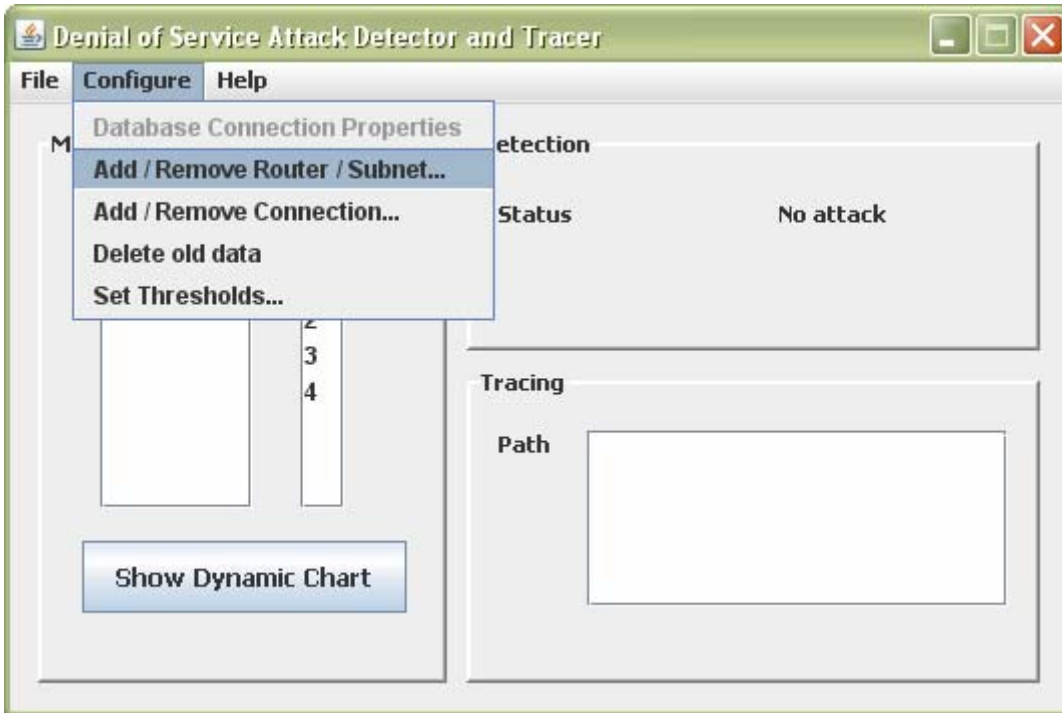 Denial of Service Attack Detector and Tracer
File Configure Help
Database Connection Properties
Add / Remove Router / Subnet...
Add / Remove Connection...
Delete old data
Set Thresholds...
M
etection
Status No attack
2
3
4
Tracing
Path
Show Dynamic Chart